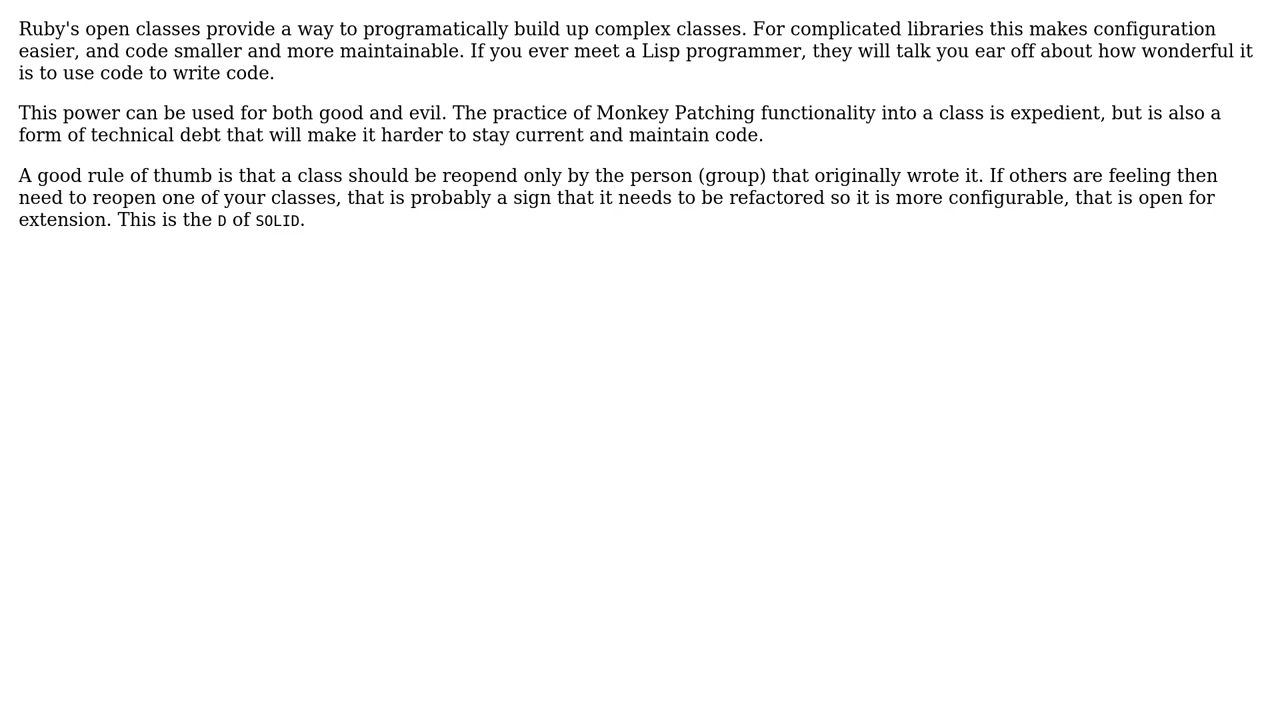 Ruby's open classes provide a way to programatically build up complex classes. For complicated libraries this makes configuration
easier, and code smaller and more maintainable. If you ever meet a Lisp programmer, they will talk you ear off about how wonderful it
is to use code to write code.
This power can be used for both good and evil. The practice of Monkey Patching functionality into a class is expedient, but is also a
form of technical debt that will make it harder to stay current and maintain code.
A good rule of thumb is that a class should be reopend only by the person (group) that originally wrote it. If others are feeling then
need to reopen one of your classes, that is probably a sign that it needs to be refactored so it is more configurable, that is open for
extension. This is the D of SOLID.